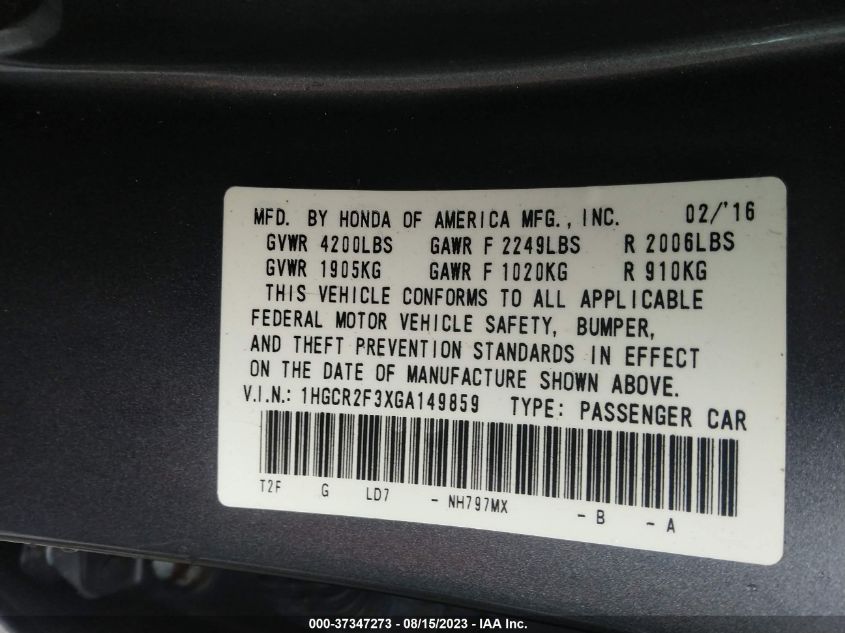 MFD. BY HONDA OF AMERICA MFG., INC. 02/'16
GVWR 4200LBS GAWR F 2249LBS R 2006LBS
GVWR 1905KG GAWR F 1020KG R 910KG
THIS VEHICLE CONFORMS TO ALL APPLICABLE
FEDERAL MOTOR VEHICLE SAFETY, BUMPER,
AND THEFT PREVENTION STANDARDS IN EFFECT
ON THE DATE OF MANUFACTURE SHOWN ABOVE.
V.I.N.: 1HGCR2F3XGA149859 TYPE: PASSENGER CAR
T2F G LD7 - NH797MX - B - A
000-37347273 - 08/15/2023 - IAA Inc.